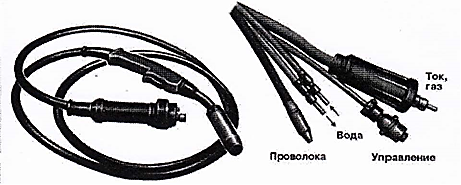 Ток,
газ
Вода
Проволока
Управление